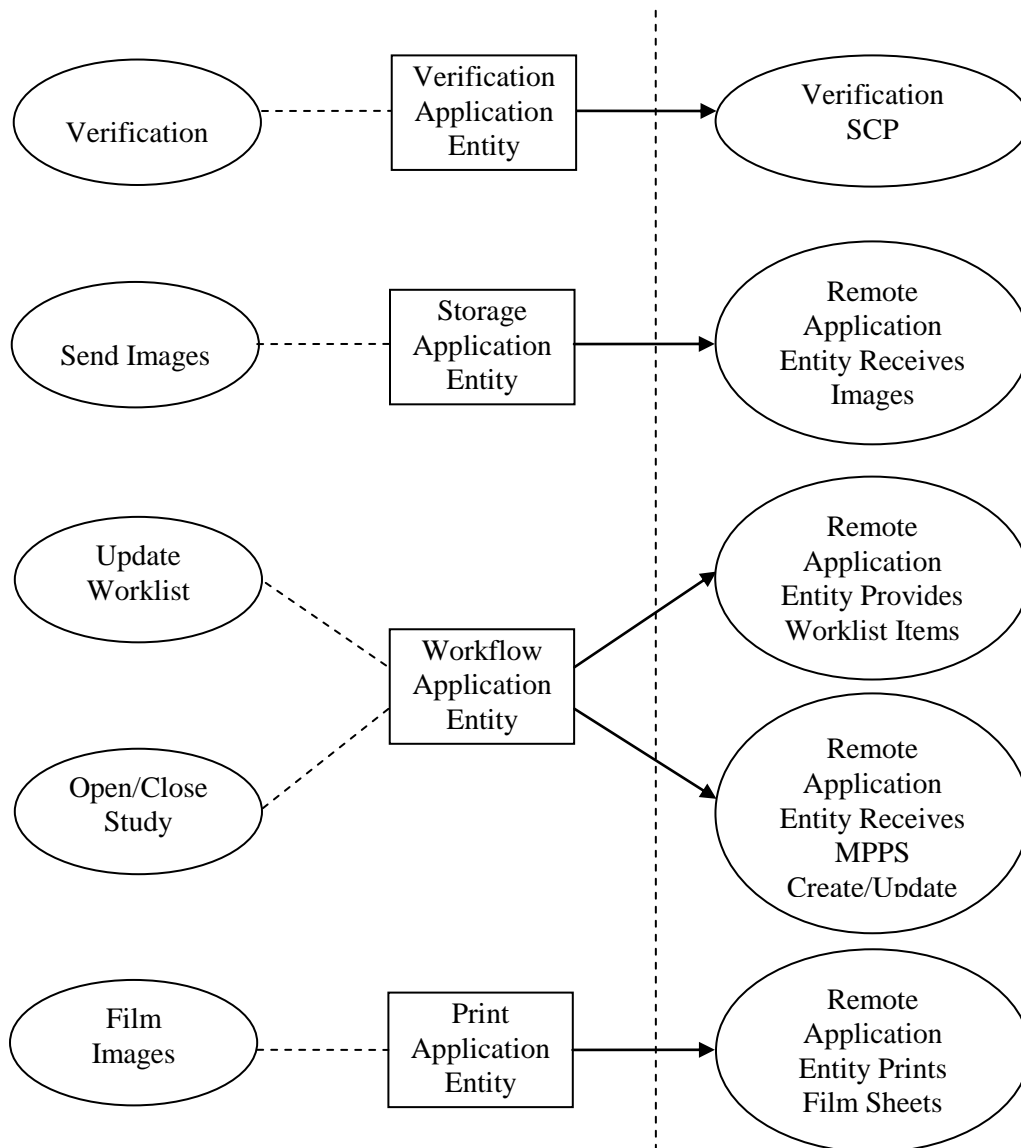 Verification
Verification
Application
Entity
Verification
SCP
Send Images
Storage
Application
Entity
Remote
Application
Entity Receives
Images
Update
Worklist
Open/Close
Study
Workflow
Application
Entity
Remote
Application
Entity Provides
Worklist Items
Remote
Application
Entity Receives
MPPS
Create/Update
Film
Images
Print
Application
Entity
Remote
Application
Entity Prints
Film Sheets